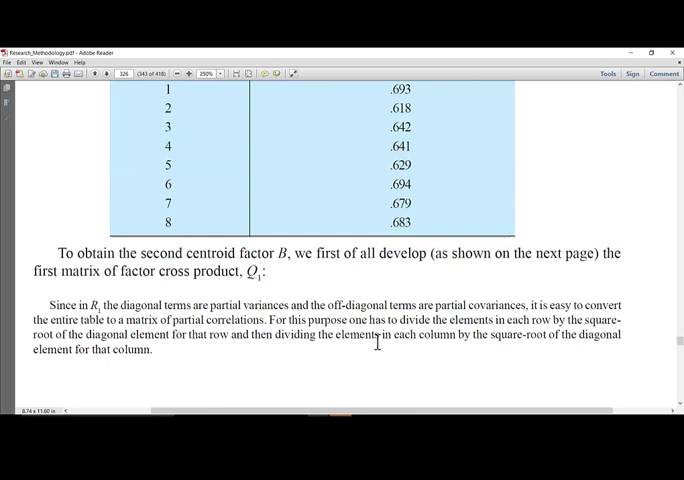 Research_Methodology.pdf - Adobe Reader
File Edit View Window Help
326 (343 of 418) 250% Tools Sign Comment
1 .693
2 .618
3 .642
4 .641
5 .629
6 .694
7 .679
8 .683
To obtain the second centroid factor B, we first of all develop (as shown on the next page) the
first matrix of factor cross product, Q1:
Since in R1 the diagonal terms are partial variances and the off-diagonal terms are partial covariances, it is easy to convert
the entire table to a matrix of partial correlations. For this purpose one has to divide the elements in each row by the square-
root of the diagonal element for that row and then dividing the elements in each column by the square-root of the diagonal
element for that column.
8.74 x 11.60 in